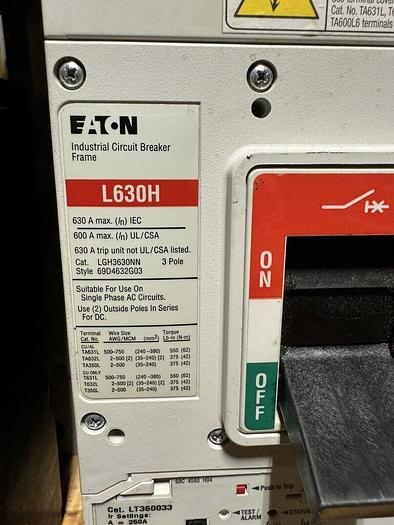 Cat. No. TA631L, T6
TA600L6 terminals
EATON
Industrial Circuit Breaker
Frame
L630H
630 A max. (In) IEC
600 A max. (In) UL/CSA
630 A trip unit not UL/CSA listed.
Cat. LGH3630NN 3 Pole
Style 69D4632G03
Suitable For Use On
Single Phase AC Circuits.
Use (2) Outside Poles In Series
For DC.
Terminal Wire Size Torque
Cat. No. AWG/MCM (mm²) Lb-In (N-m)
CU/AL
TA631L 500-750 (240-380) 550 (62)
TA632L 2-500 [2] (35-240) [2] 375 (42)
TA350L 2-500 (35-240) 375 (42)
CU ONLY
T631L 500-750 (240-380) 550 (62)
T632L 2-500 [2] (35-240) [2] 375 (42)
T350L 2-500 (35-240) 375 (42)
ON
OFF
68C 4580 H04
Push to Trip
Cat. LT360033
Ir Settings:
A = 250A
TEST /
ALARM
STATUS